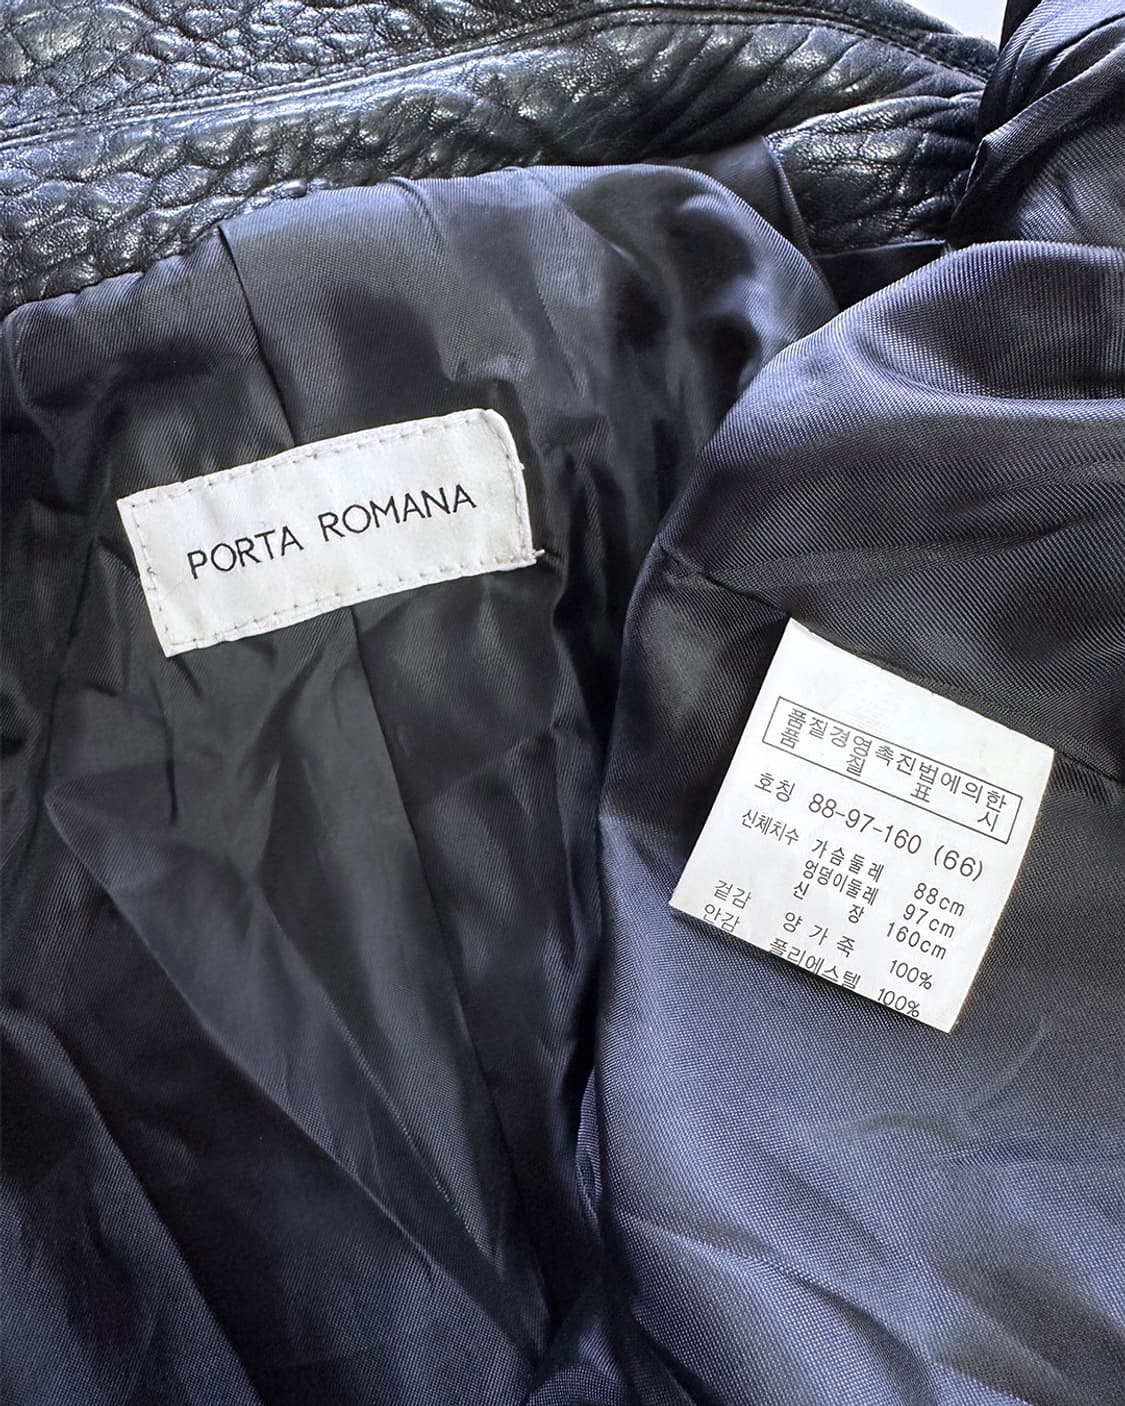 PORTA ROMANA
품질경영촉진법에의한
품 질 표 시
호칭 88-97-160 (66)
신체치수 가슴둘레 88cm
엉덩이둘레 97cm
신 장 160cm
겉감 양 가 죽 100%
안감 폴리에스텔 100%